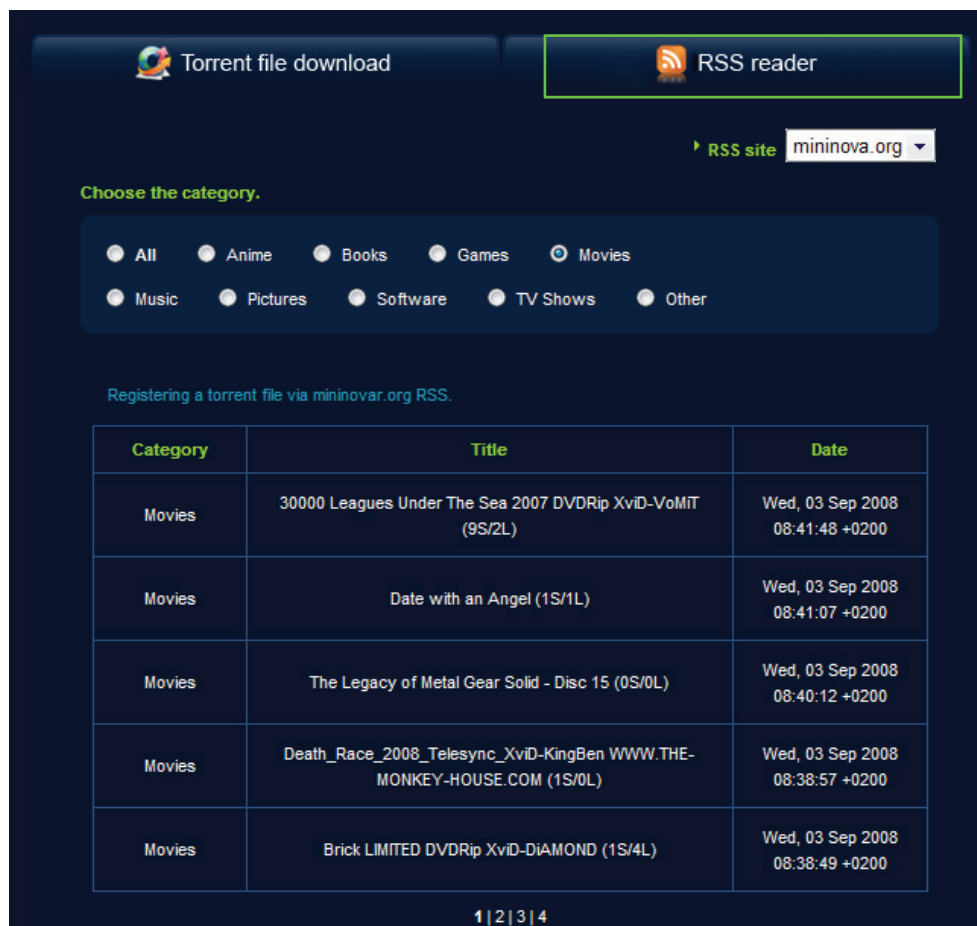 Torrent file download
RSS reader
RSS site mininova.org
Choose the category.
All Anime Books Games Movies
Music Pictures Software TV Shows Other
Registering a torrent file via mininovar.org RSS.
Category Title Date
Movies
30000 Leagues Under The Sea 2007 DVDRip XviD-VoMiT
(9S/2L)
Wed, 03 Sep 2008
08:41:48 +0200
Movies
Date with an Angel (1S/1L)
Wed, 03 Sep 2008
08:41:07 +0200
Movies
The Legacy of Metal Gear Solid - Disc 15 (0S/0L)
Wed, 03 Sep 2008
08:40:12 +0200
Movies
Death_Race_2008_Telesync_XviD-KingBen WWW.THE-
MONKEY-HOUSE.COM (1S/0L)
Wed, 03 Sep 2008
08:38:57 +0200
Movies
Brick LIMITED DVDRip XviD-DiAMOND (1S/4L)
Wed, 03 Sep 2008
08:38:49 +0200
1|2|3|4